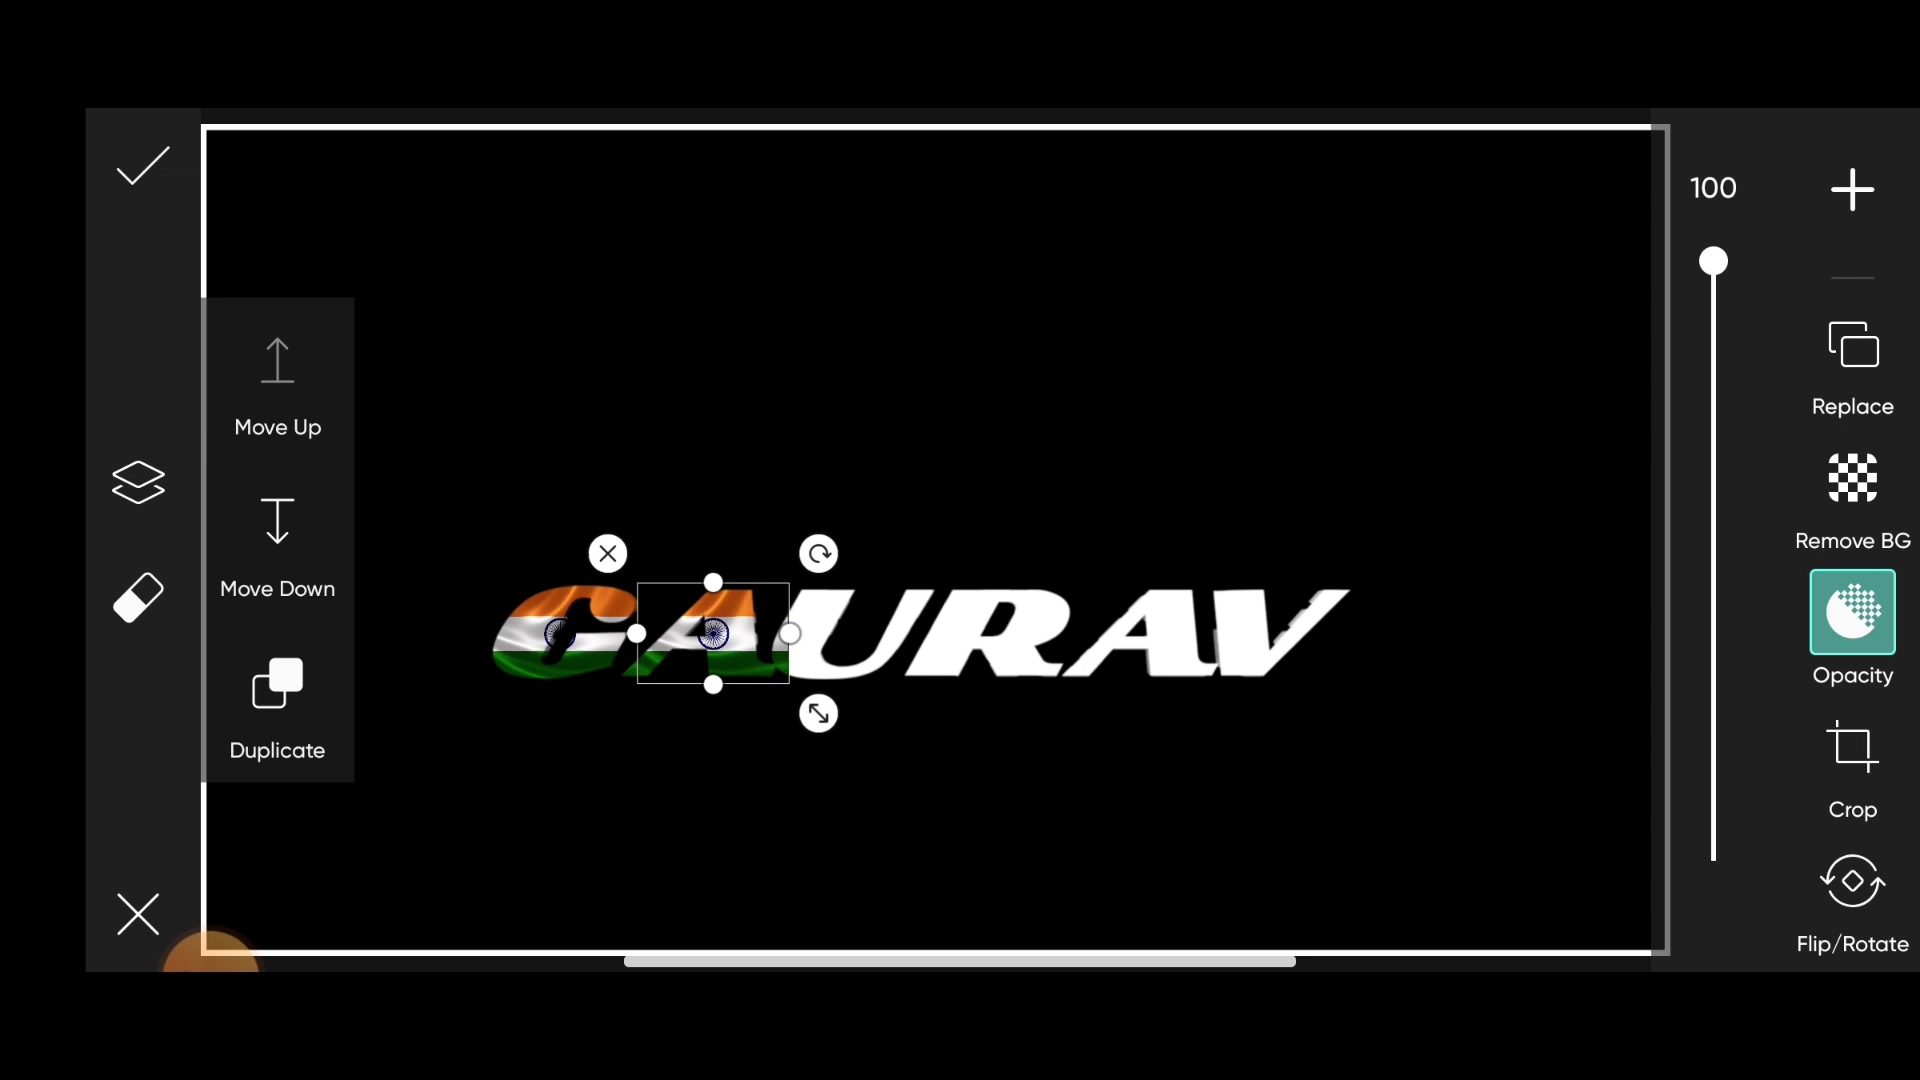 Move Up
Move Down
Duplicate
GAURAV
100
Replace
Remove BG
Opacity
Crop
Flip/Rotate